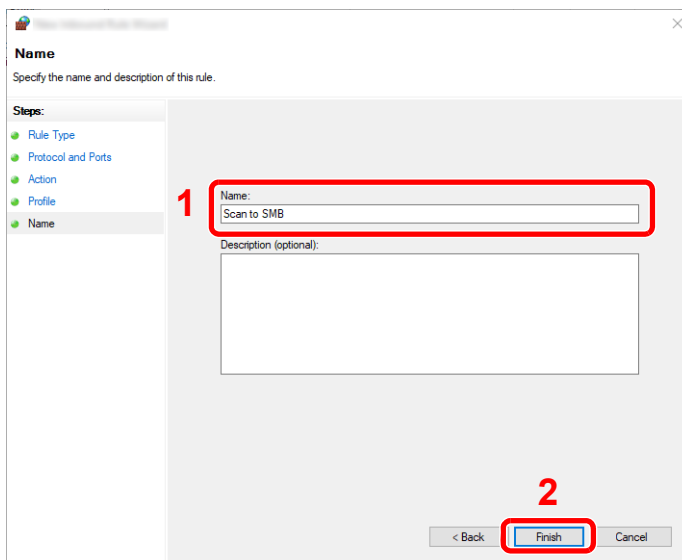 Name
Specify the name and description of this rule.
Steps:
Rule Type
Protocol and Ports
Action
Profile
Name
1
Name:
Scan to SMB
Description (optional):
2
< Back
Finish
Cancel